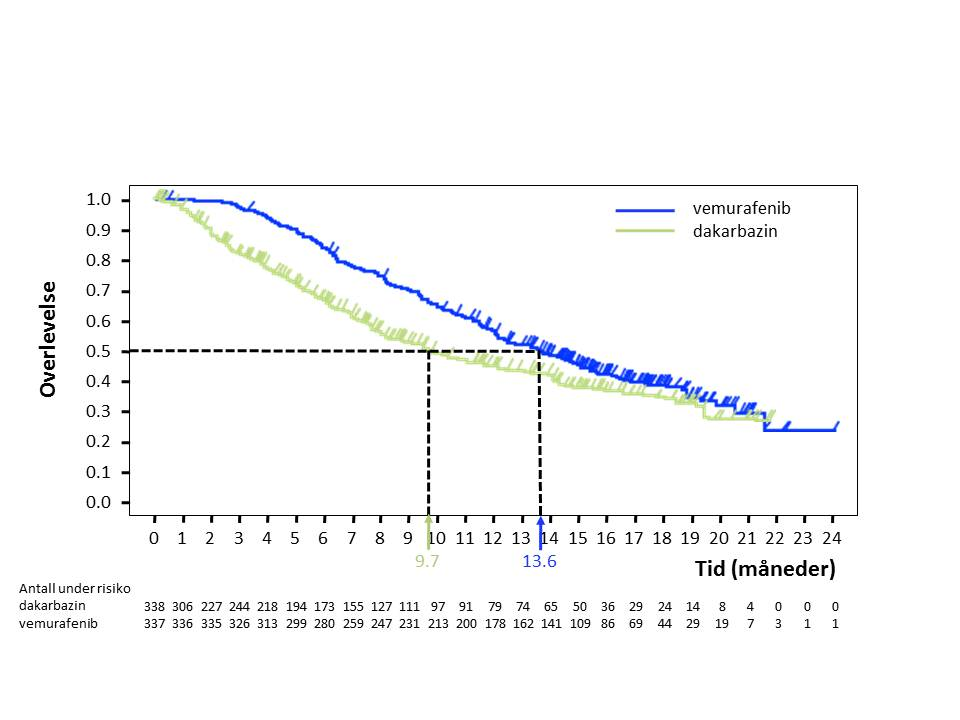 1.0
vemurafenib
0.9
dakarbazin
0.8
0.7
0.6
Overlevelse
0.5
0.4
0.3
0.2
0.1
0.0
0 1 2 3 4 5 6 7 8 9 10 11 12 13 14 15 16 17 18 19 20 21 22 23 24
9.7 13.6
Tid (måneder)
Antall under risiko
dakarbazin 338 306 227 244 218 194 173 155 127 111 97 91 79 74 65 50 36 29 24 14 8 4 0 0 0
vemurafenib 337 336 335 326 313 299 280 259 247 231 213 200 178 162 141 109 86 69 44 29 19 7 3 1 1